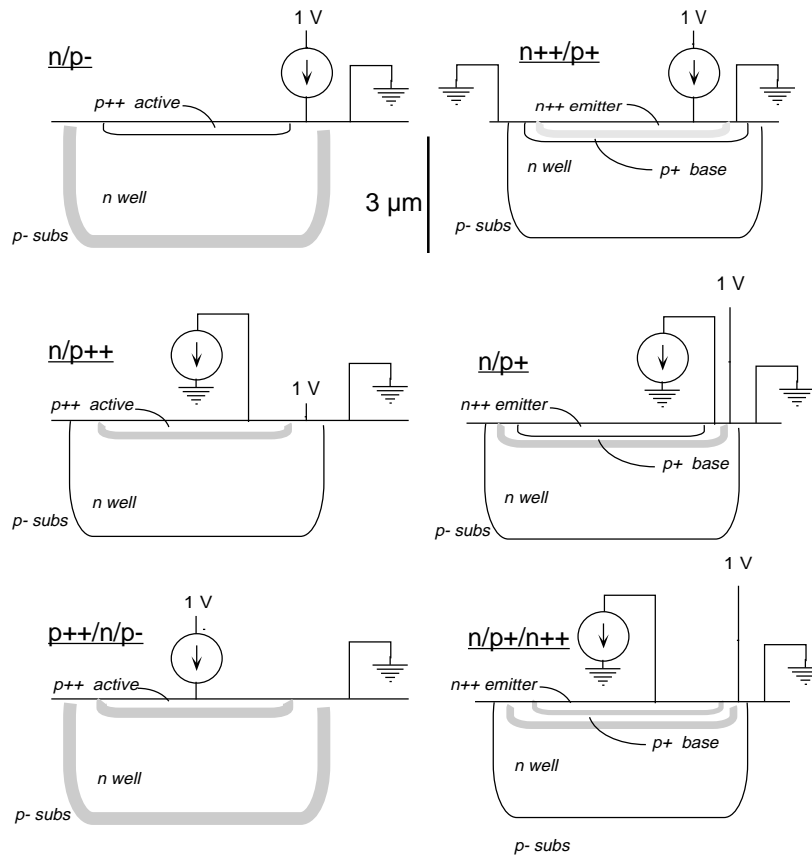 1 V
n/p-
p++ active
n well
p- subs
3 µm
1 V
n++/p+
n++ emitter
n well
p+ base
p- subs
n/p++
1 V
p++ active
n well
p- subs
1 V
n/p+
n++ emitter
p+ base
n well
p- subs
1 V
p++/n/p-
p++ active
n well
p- subs
1 V
n/p+/n++
n++ emitter
p+ base
n well
p- subs